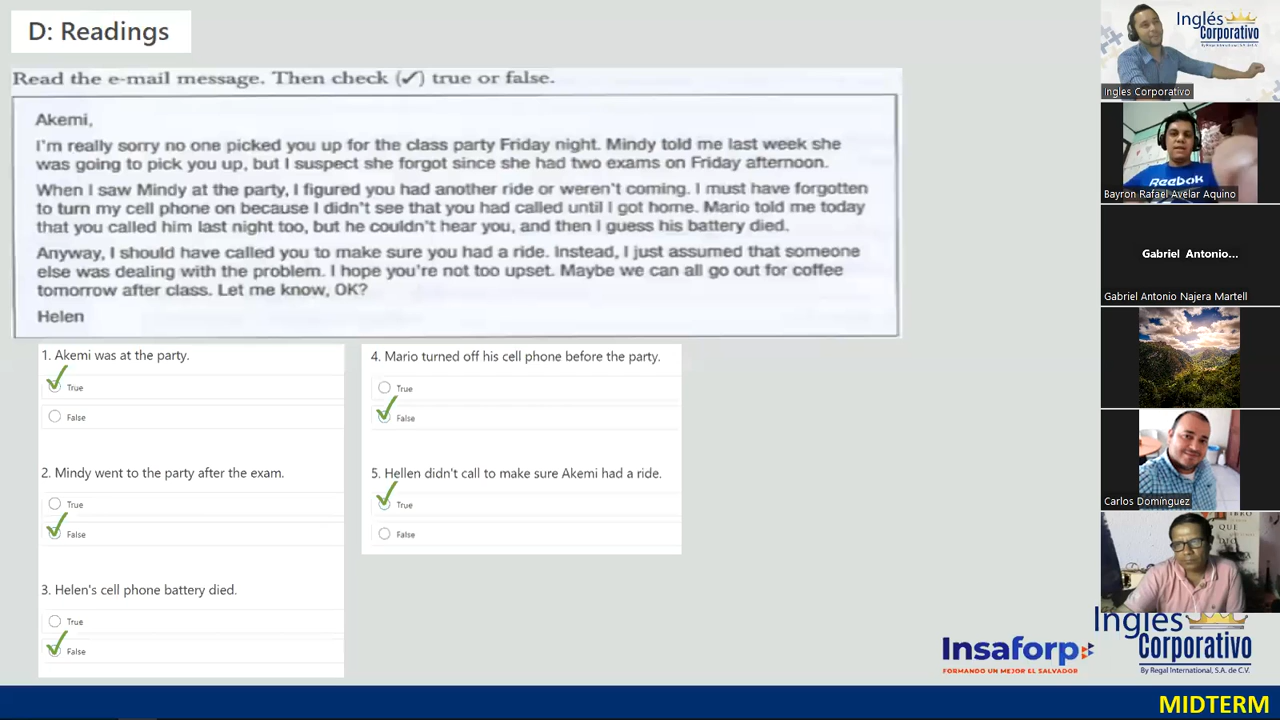 D: Readings
Read the e-mail message. Then check (✓) true or false.
Akemi,
I'm really sorry no one picked you up for the class party Friday night. Mindy told me last week she
was going to pick you up, but I suspect she forgot since she had two exams on Friday afternoon.
When I saw Mindy at the party, I figured you had another ride or weren't coming. I must have forgotten
to turn my cell phone on because I didn't see that you had called until I got home. Mario told me today
that you called him last night too, but he couldn't hear you, and then I guess his battery died.
Anyway, I should have called you to make sure you had a ride. Instead, I just assumed that someone
else was dealing with the problem. I hope you're not too upset. Maybe we can all go out for coffee
tomorrow after class. Let me know, OK?
Helen
1. Akemi was at the party.
True
False
2. Mindy went to the party after the exam.
True
False
3. Helen's cell phone battery died.
True
False
4. Mario turned off his cell phone before the party.
True
False
5. Hellen didn't call to make sure Akemi had a ride.
True
False
Inglés
Corporativo
By Regal International, S.A. de C.V.
Ingles Corporativo
Reebok
Bayron Rafael Avelar Aquino
Gabriel Antonio...
Gabriel Antonio Najera Martell
Carlos Domínguez
QUE
Insaforp
FORMANDO UN MEJOR EL SALVADOR
Inglés
Corporativo
By Regal International, S.A. de C.V.
MIDTERM